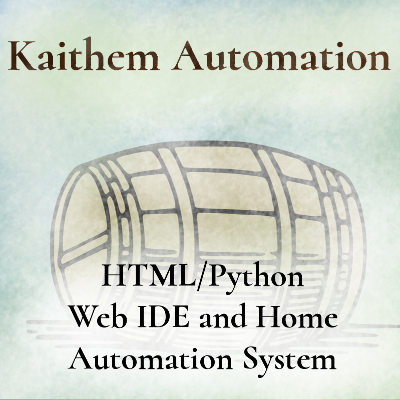 Kaithem Automation
HTML/Python
Web IDE and Home
Automation System